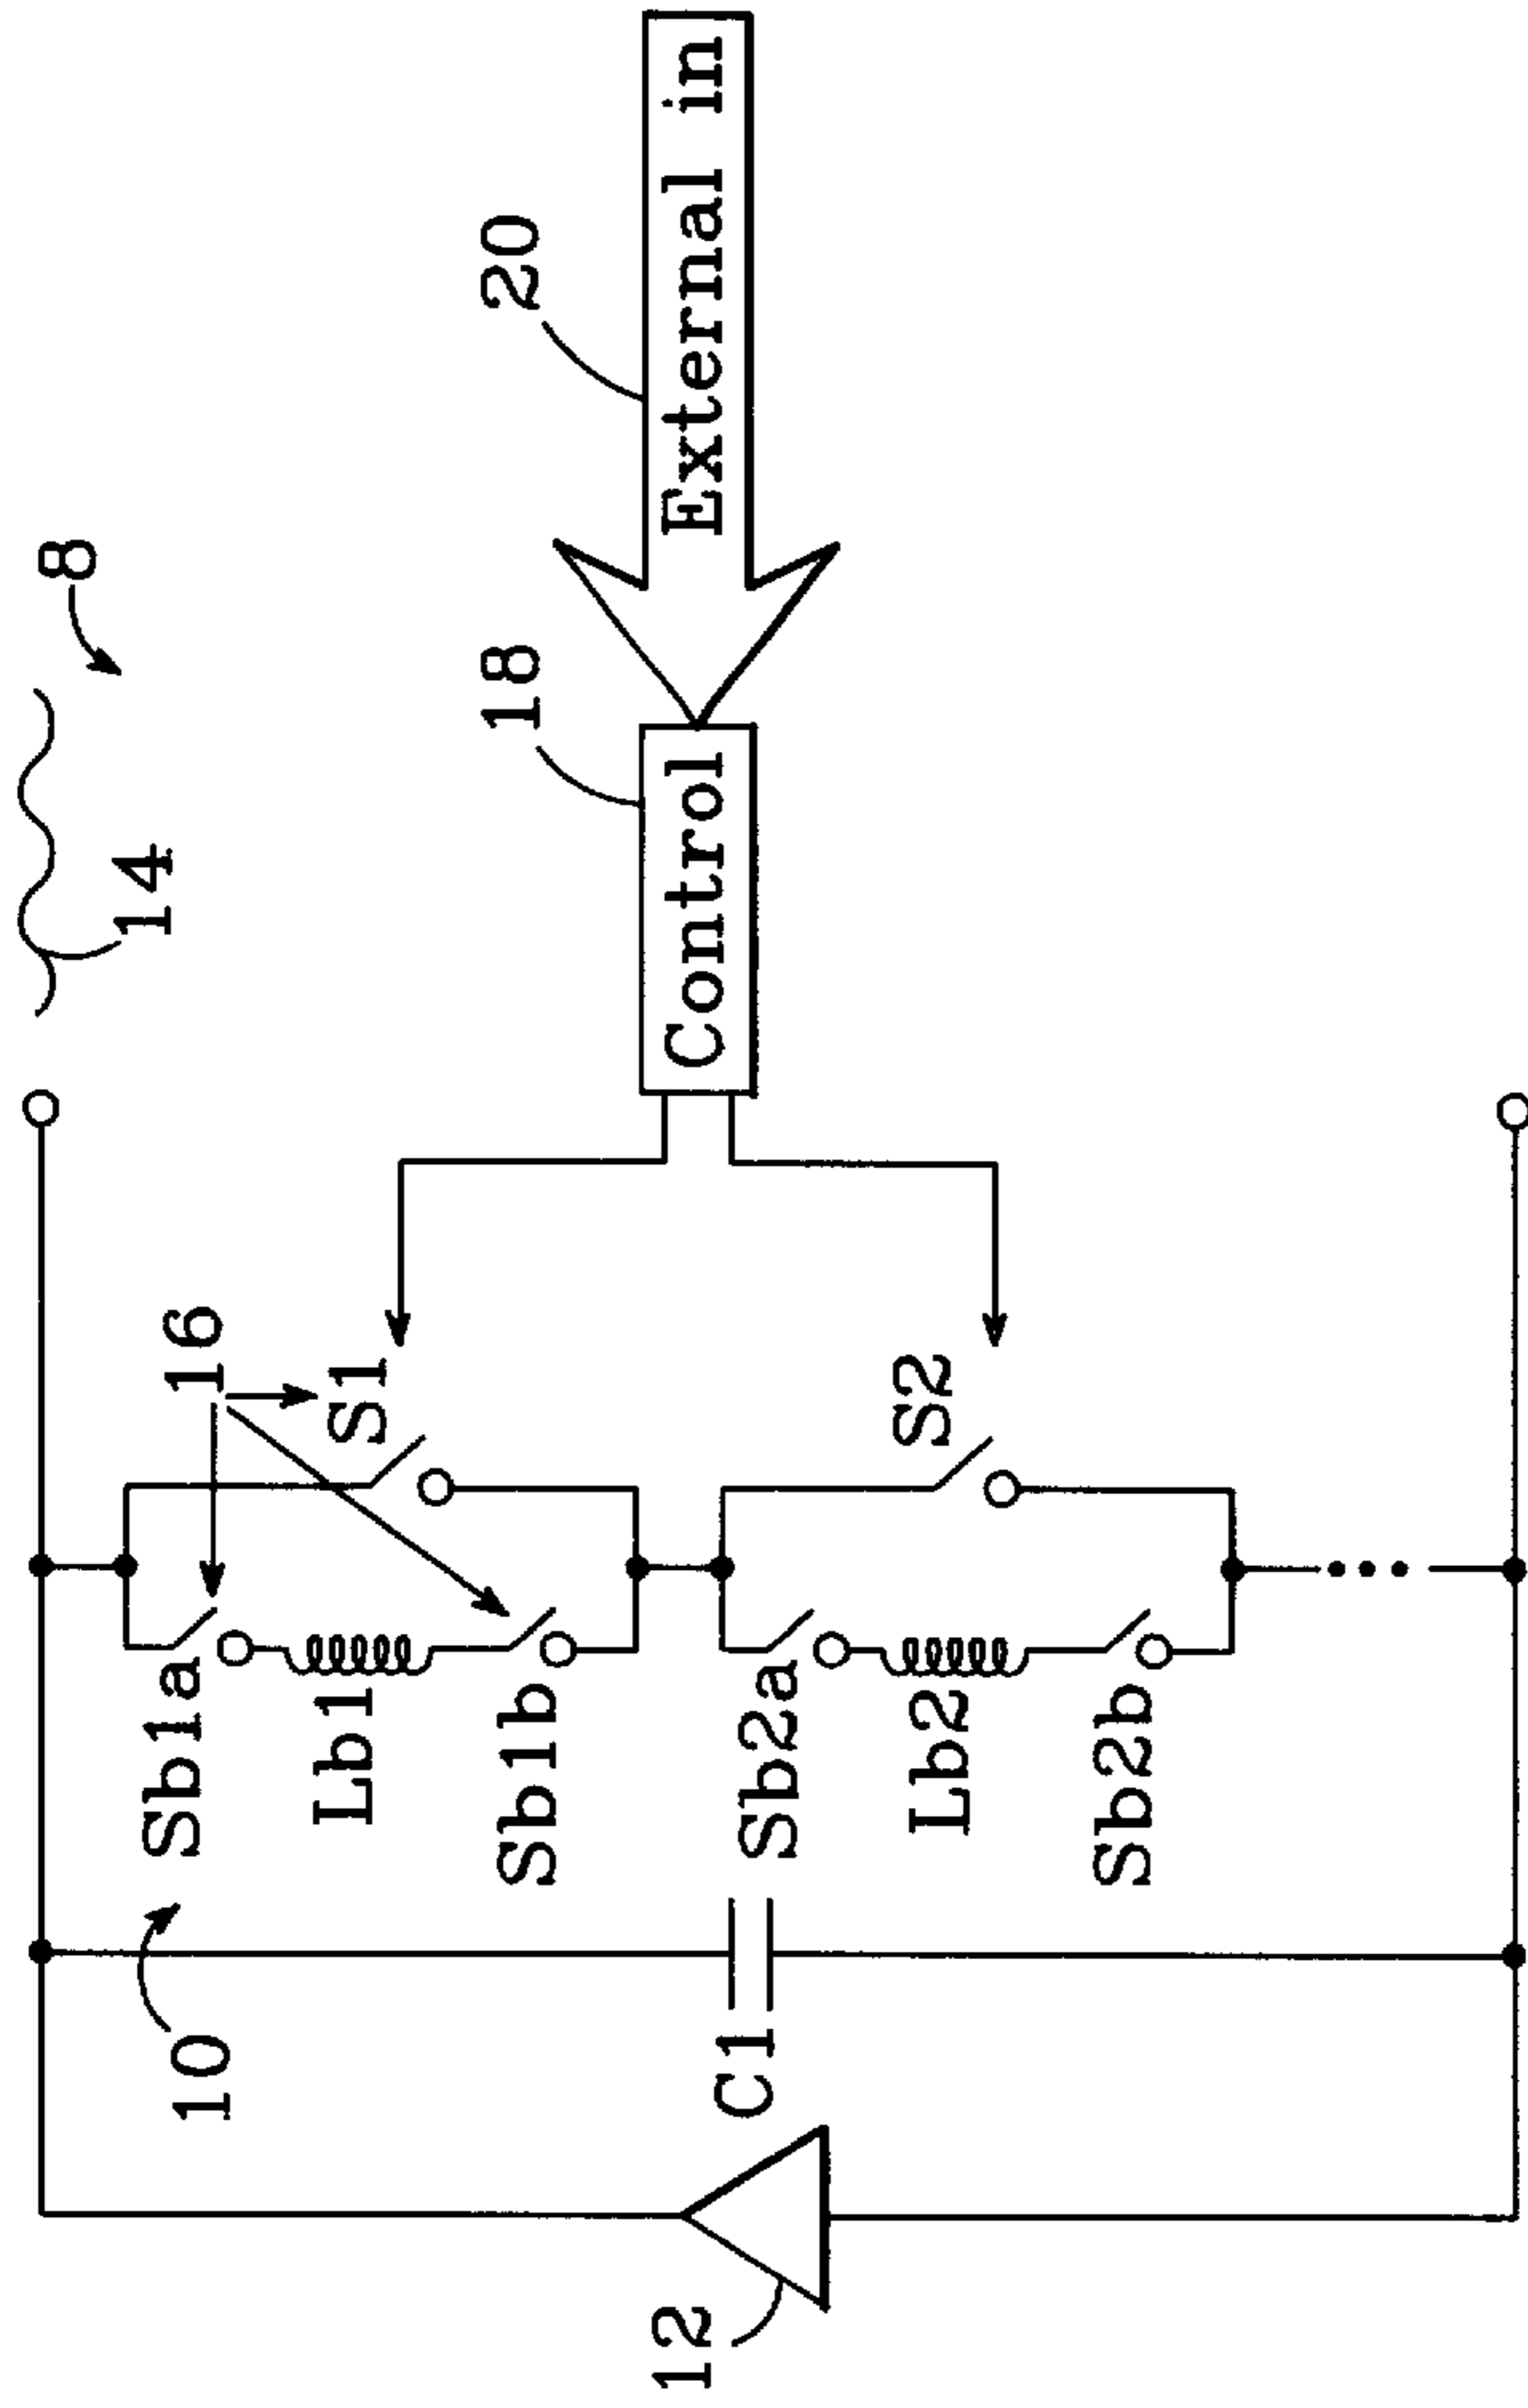 8
14
20
External in
18
Control
16
S1
S2
Sb1a
Lb1
Sb1b
Sb2a
Lb2
Sb2b
10
C1
12